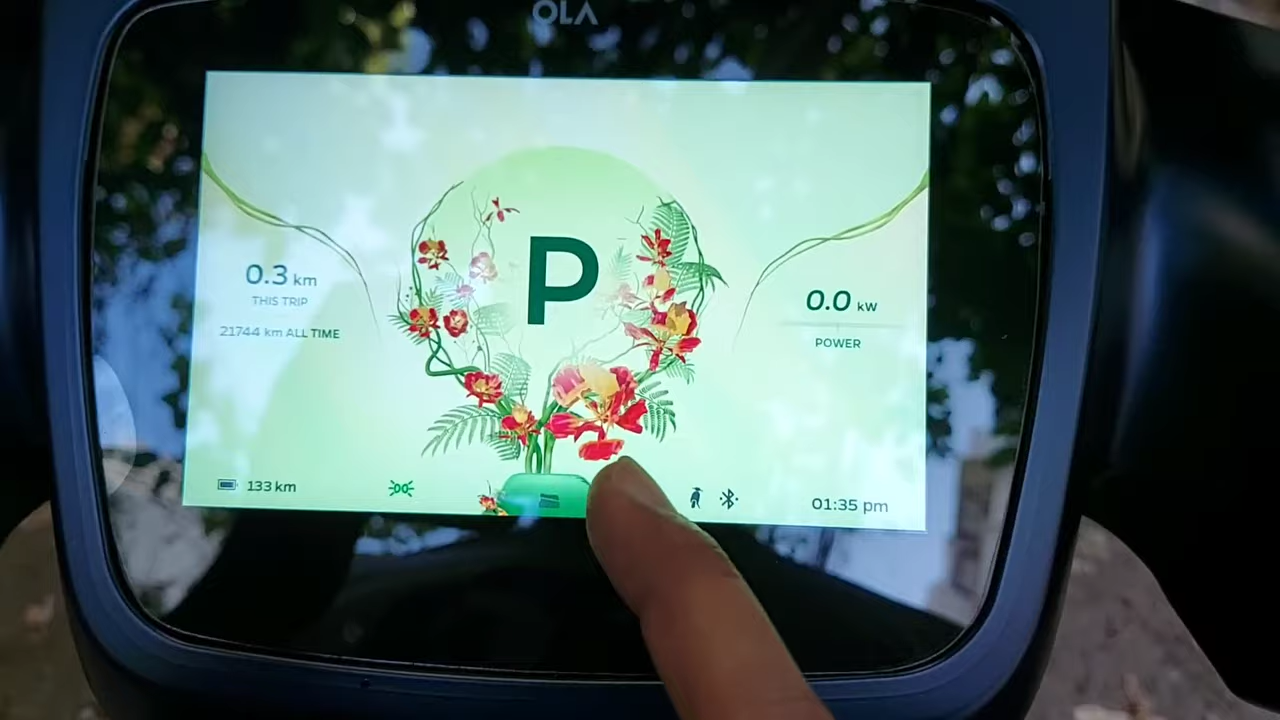 OLA
P
0.3 km
THIS TRIP
21744 km ALL TIME
0.0 kW
POWER
133 km
01:35 pm